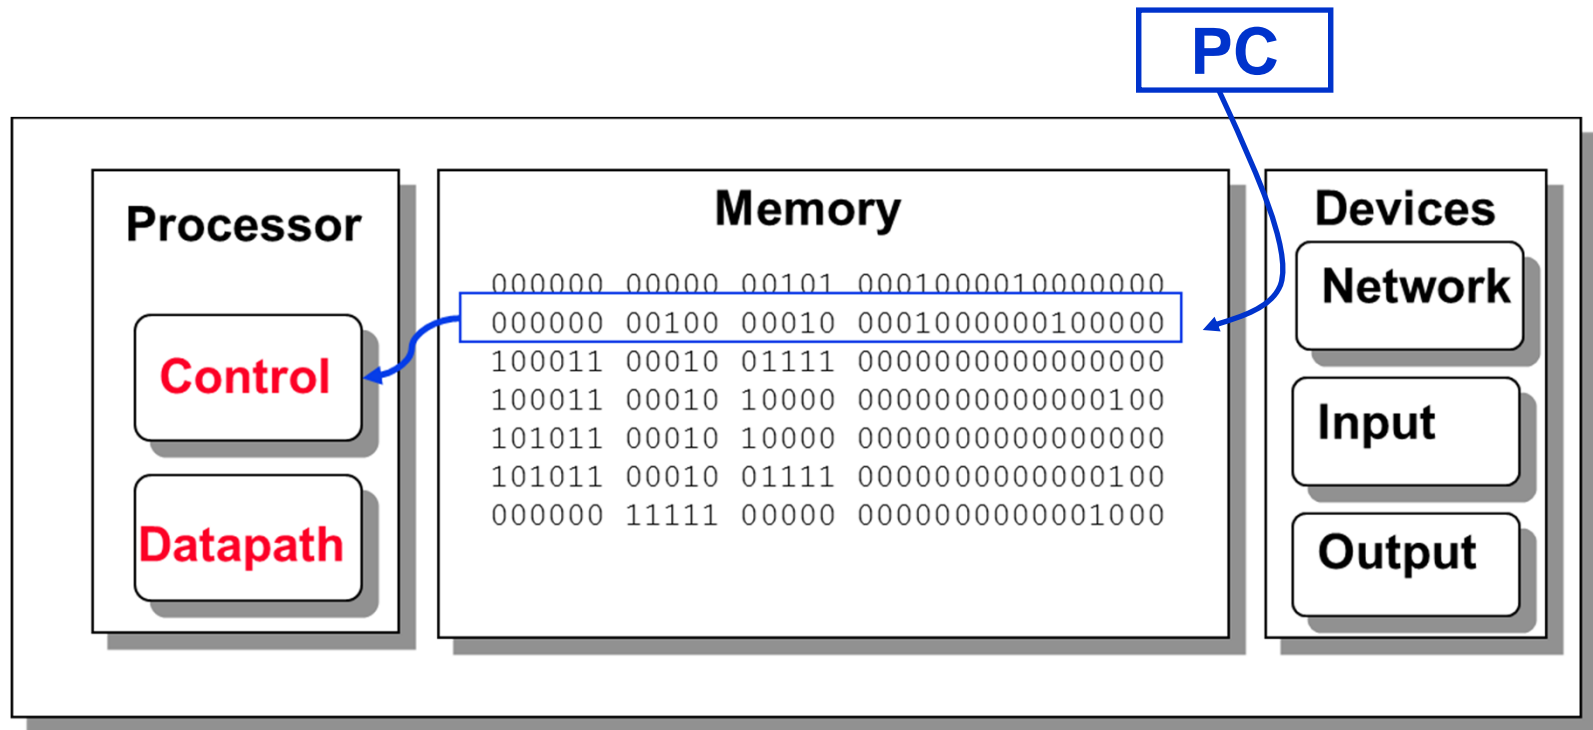 PC
Processor
Control
Datapath
Memory
000000 00000 00101 0001000010000000
000000 00100 00010 0001000000100000
100011 00010 01111 0000000000000000
100011 00010 10000 0000000000000100
101011 00010 10000 0000000000000000
101011 00010 01111 0000000000000100
000000 11111 00000 0000000000001000
Devices
Network
Input
Output